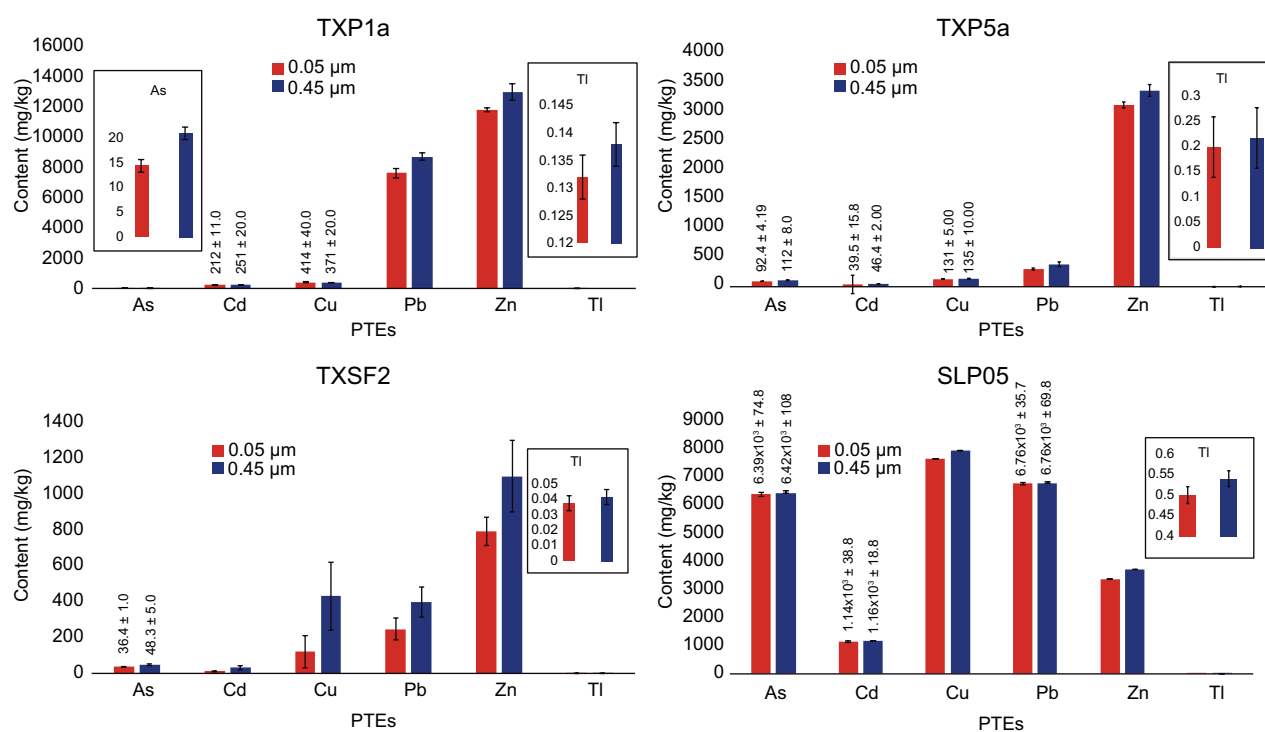 TXP1a
Content (mg/kg)
16000
14000
12000
10000
8000
6000
4000
2000
0
0.05 µm
0.45 µm
As
20
15
10
5
0
Tl
0.145
0.14
0.135
0.13
0.125
0.12
212 ± 11.0
251 ± 20.0
414 ± 40.0
371 ± 20.0
As Cd Cu Pb Zn Tl
PTEs
TXP5a
Content (mg/kg)
4000
3500
3000
2500
2000
1500
1000
500
0
0.05 µm
0.45 µm
Tl
0.3
0.25
0.2
0.15
0.1
0.05
0
92.4 ± 4.19
112 ± 8.0
39.5 ± 15.8
46.4 ± 2.00
131 ± 5.00
135 ± 10.00
As Cd Cu Pb Zn Tl
PTEs
TXSF2
Content (mg/kg)
1400
1200
1000
800
600
400
200
0
0.05 µm
0.45 µm
Tl
0.05
0.04
0.03
0.02
0.01
0
36.4 ± 1.0
48.3 ± 5.0
As Cd Cu Pb Zn Tl
PTEs
SLP05
Content (mg/kg)
9000
8000
7000
6000
5000
4000
3000
2000
1000
0
0.05 µm
0.45 µm
Tl
0.6
0.55
0.5
0.45
0.4
6.39x10³ ± 74.8
6.42x10³ ± 108
1.14x10³ ± 38.8
1.16x10³ ± 18.8
6.76x10³ ± 35.7
6.76x10³ ± 69.8
As Cd Cu Pb Zn Tl
PTEs